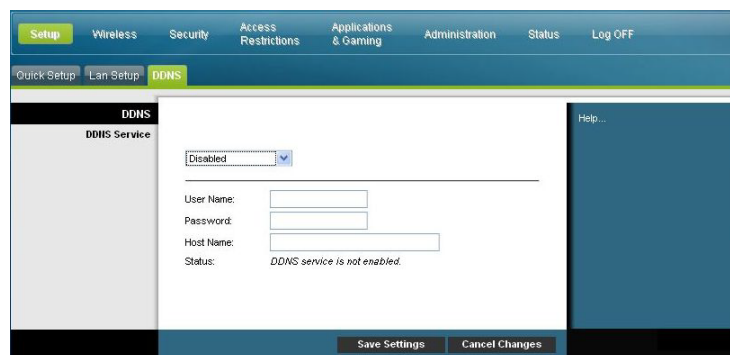 Setup Wireless Security Access Restrictions Applications & Gaming Administration Status Log OFF
Quick Setup Lan Setup DDNS
DDNS
DDNS Service
Help...
Disabled
User Name:
Password:
Host Name:
Status: DDNS service is not enabled.
Save Settings Cancel Changes